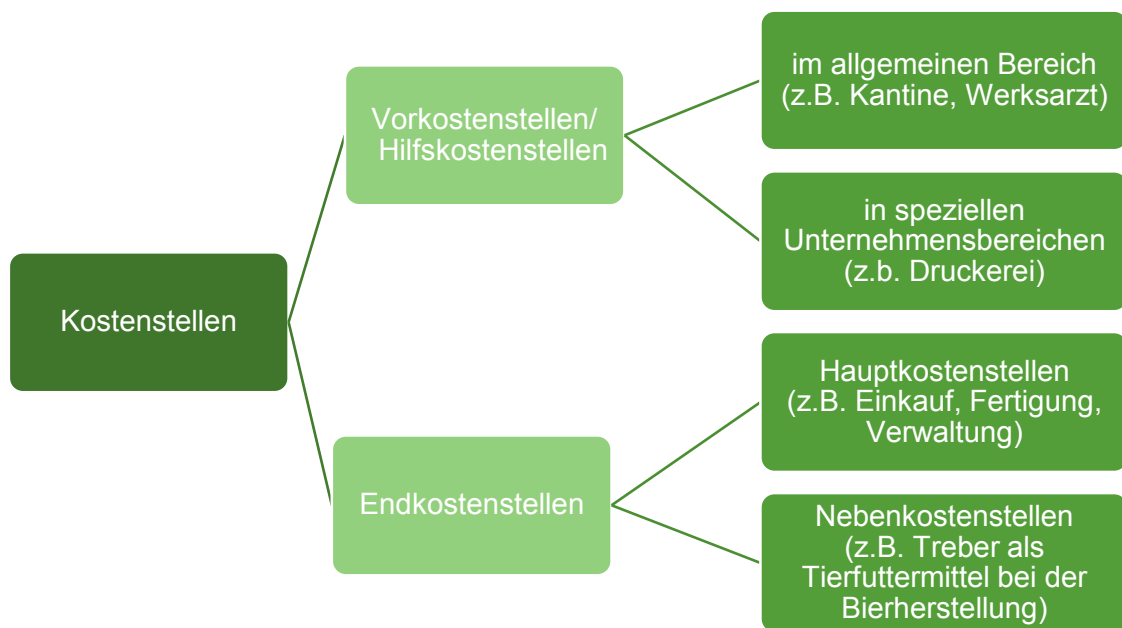 Kostenstellen
Vorkostenstellen/
Hilfskostenstellen
im allgemeinen Bereich
(z.B. Kantine, Werksarzt)
in speziellen
Unternehmensbereichen
(z.b. Druckerei)
Endkostenstellen
Hauptkostenstellen
(z.B. Einkauf, Fertigung,
Verwaltung)
Nebenkostenstellen
(z.B. Treber als
Tierfuttermittel bei der
Bierherstellung)